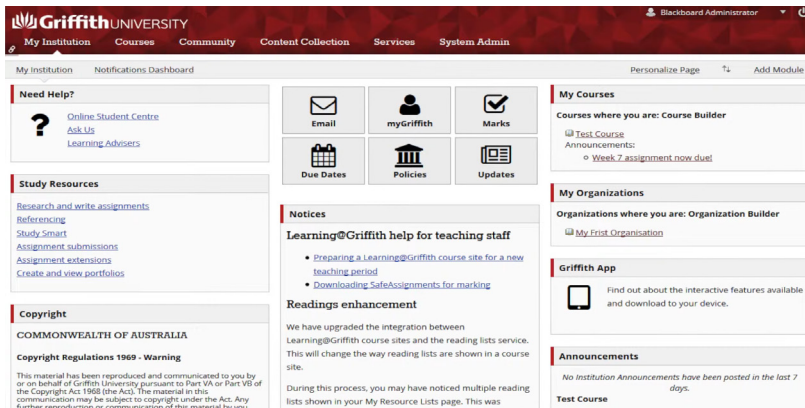 Griffith UNIVERSITY
Blackboard Administrator
My Institution Courses Community Content Collection Services System Admin
My Institution Notifications Dashboard
Personalize Page Add Module
Need Help?
Online Student Centre
Ask Us
Learning Advisers
Study Resources
Research and write assignments
Referencing
Study Smart
Assignment submissions
Assignment extensions
Create and view portfolios
Copyright
COMMONWEALTH OF AUSTRALIA
Copyright Regulations 1969 - Warning
This material has been reproduced and communicated to you by
or on behalf of Griffith University pursuant to Part VA or Part VB of
the Copyright Act 1968 (the Act). The material in this
communication may be subject to copyright under the Act. Any
further reproduction or communication of this material by you
Email myGriffith Marks
Due Dates Policies Updates
Notices
Learning@Griffith help for teaching staff
Preparing a Learning@Griffith course site for a new
teaching period
Downloading SafeAssignments for marking
Readings enhancement
We have upgraded the integration between
Learning@Griffith course sites and the reading lists service.
This will change the way reading lists are shown in a course
site.
During this process, you may have noticed multiple reading
lists shown in your My Resource Lists page. This was
My Courses
Courses where you are: Course Builder
Test Course
Announcements:
Week 7 assignment now due!
My Organizations
Organizations where you are: Organization Builder
My Frist Organisation
Griffith App
Find out about the interactive features available
and download to your device.
Announcements
No Institution Announcements have been posted in the last 7
days.
Test Course